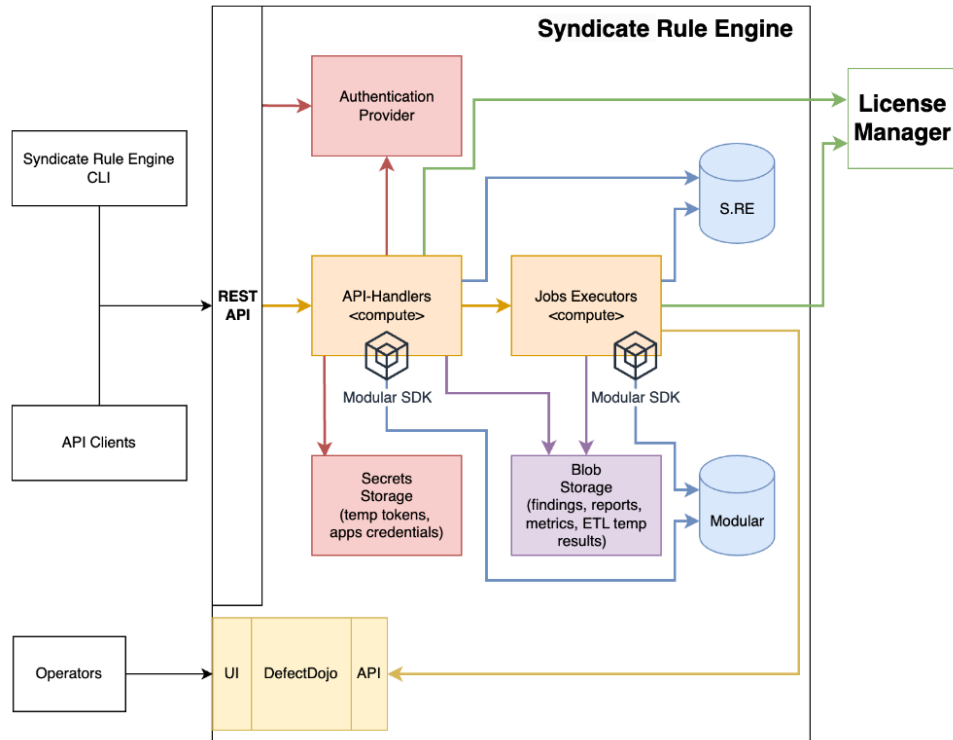 Syndicate Rule Engine
Authentication
Provider
License
Manager
Syndicate Rule Engine
CLI
S.RE
REST
API
API-Handlers
<compute>
Jobs Executors
<compute>
Modular SDK
Modular SDK
API Clients
Secrets
Storage
(temp tokens,
apps credentials)
Blob
Storage
(findings, reports,
metrics, ETL temp
results)
Modular
Operators
UI
DefectDojo
API